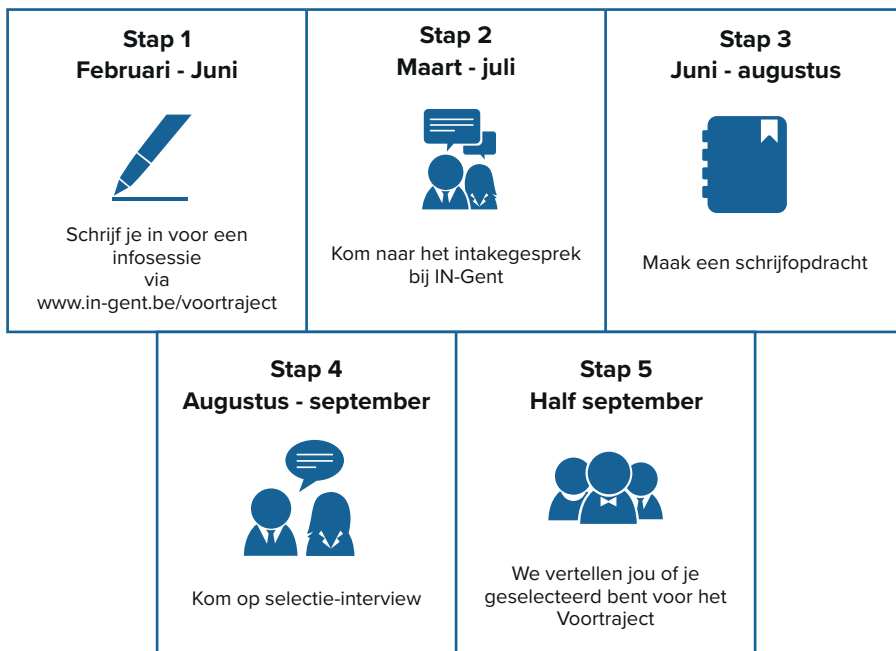 Stap 1
Februari - Juni
Schrijf je in voor een
infosessie
via
www.in-gent.be/voortraject
Stap 2
Maart - juli
Kom naar het intakegesprek
bij IN-Gent
Stap 3
Juni - augustus
Maak een schrijfopdracht
Stap 4
Augustus - september
Kom op selectie-interview
Stap 5
Half september
We vertellen jou of je
geselecteerd bent voor het
Voortraject